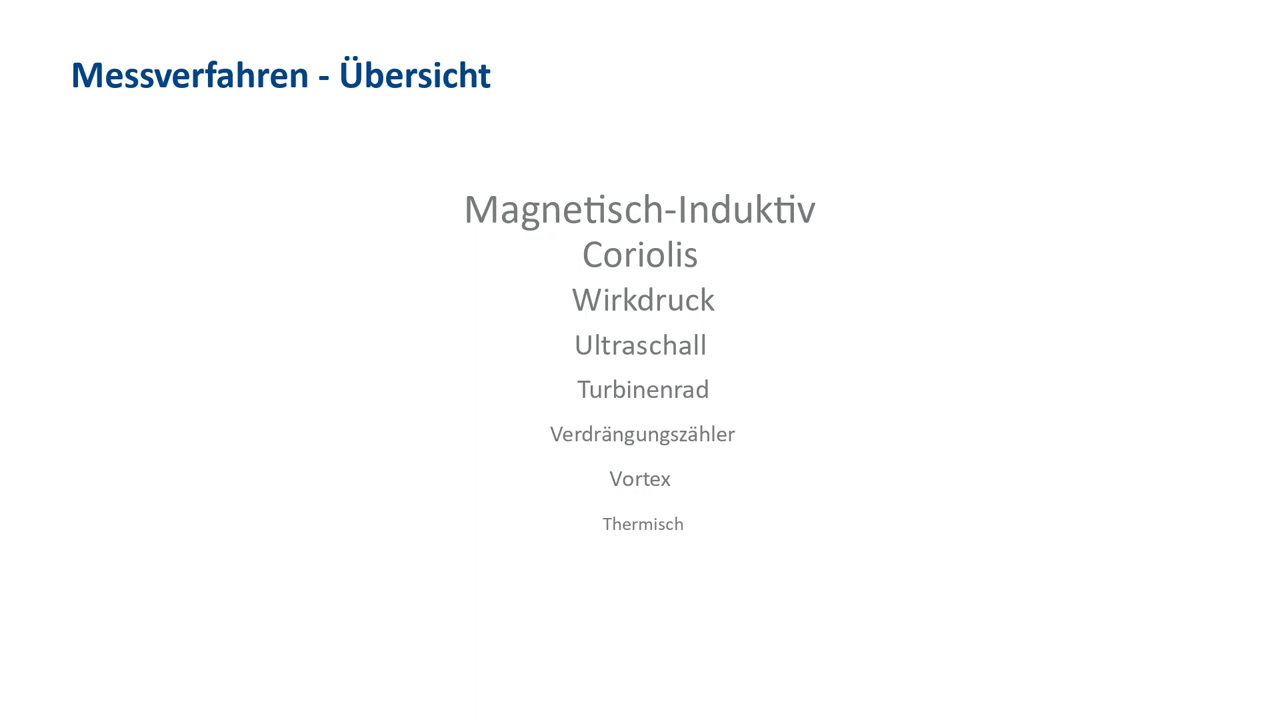 Messverfahren - Übersicht
Magnetisch-Induktiv
Coriolis
Wirkdruck
Ultraschall
Turbinenrad
Verdrängungszähler
Vortex
Thermisch